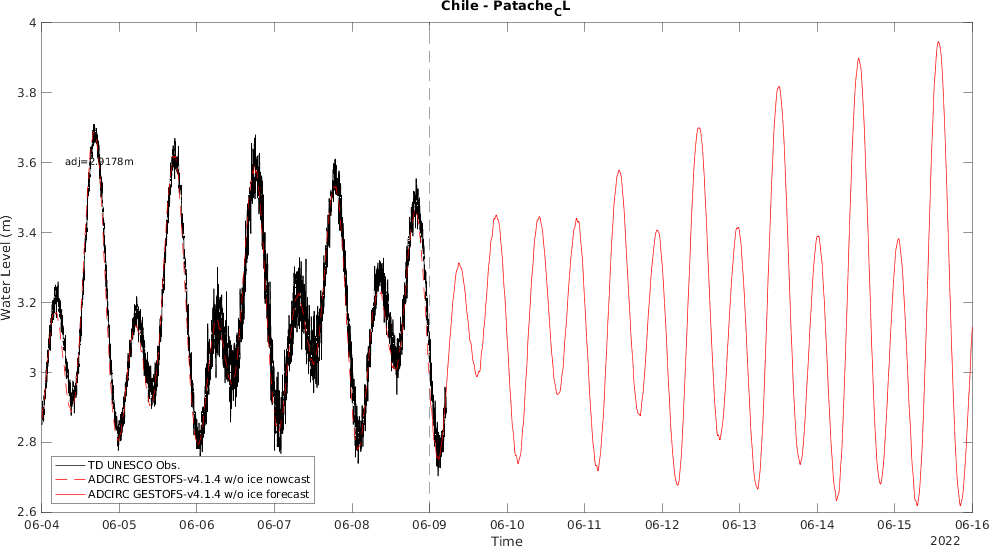 Chile - Patache_CL
4
3.8
3.6
3.4
3.2
3
2.8
2.6
Water Level (m)
adj=2.9178m
TD UNESCO Obs.
ADCIRC GESTOFS-v4.1.4 w/o ice nowcast
ADCIRC GESTOFS-v4.1.4 w/o ice forecast
06-04 06-05 06-06 06-07 06-08 06-09 06-10 06-11 06-12 06-13 06-14 06-15 06-16
Time
2022